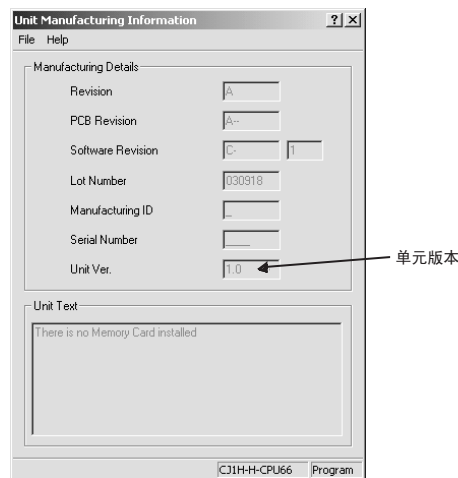 Unit Manufacturing Information
File Help
Manufacturing Details
Revision A
PCB Revision A--
Software Revision C- 1
Lot Number 030918
Manufacturing ID _
Serial Number ____
Unit Ver. 1.0
单元版本
Unit Text
There is no Memory Card installed
CJ1H-H-CPU66 Program